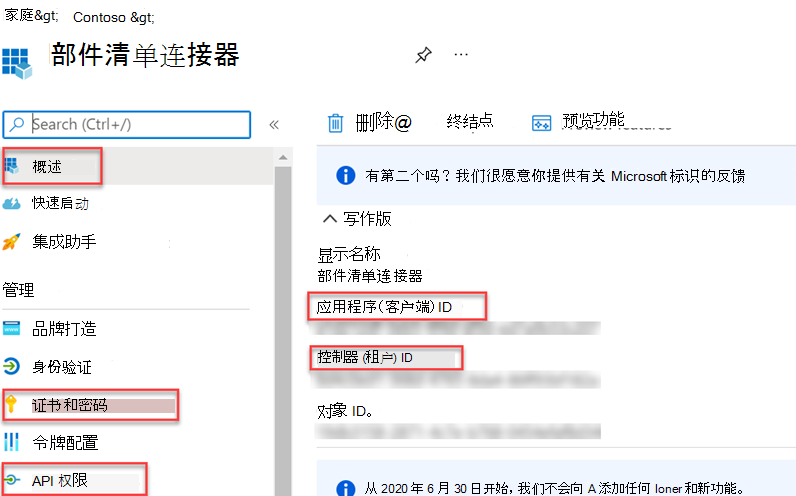 家庭&gt; Contoso &gt;
部件清单连接器
Search (Ctrl+/)
删除@ 终结点 预览功能
概述
快速启动
集成助手
管理
品牌打造
身份验证
证书和密码
令牌配置
API 权限
有第二个吗？我们很愿意你提供有关 Microsoft 标识的反馈
写作版
显示名称
部件清单连接器
应用程序（客户端）ID
控制器 (租户) ID
对象 ID。
从 2020 年 6 月 30 日开始，我们不会向 A 添加任何 loner 和新功能。